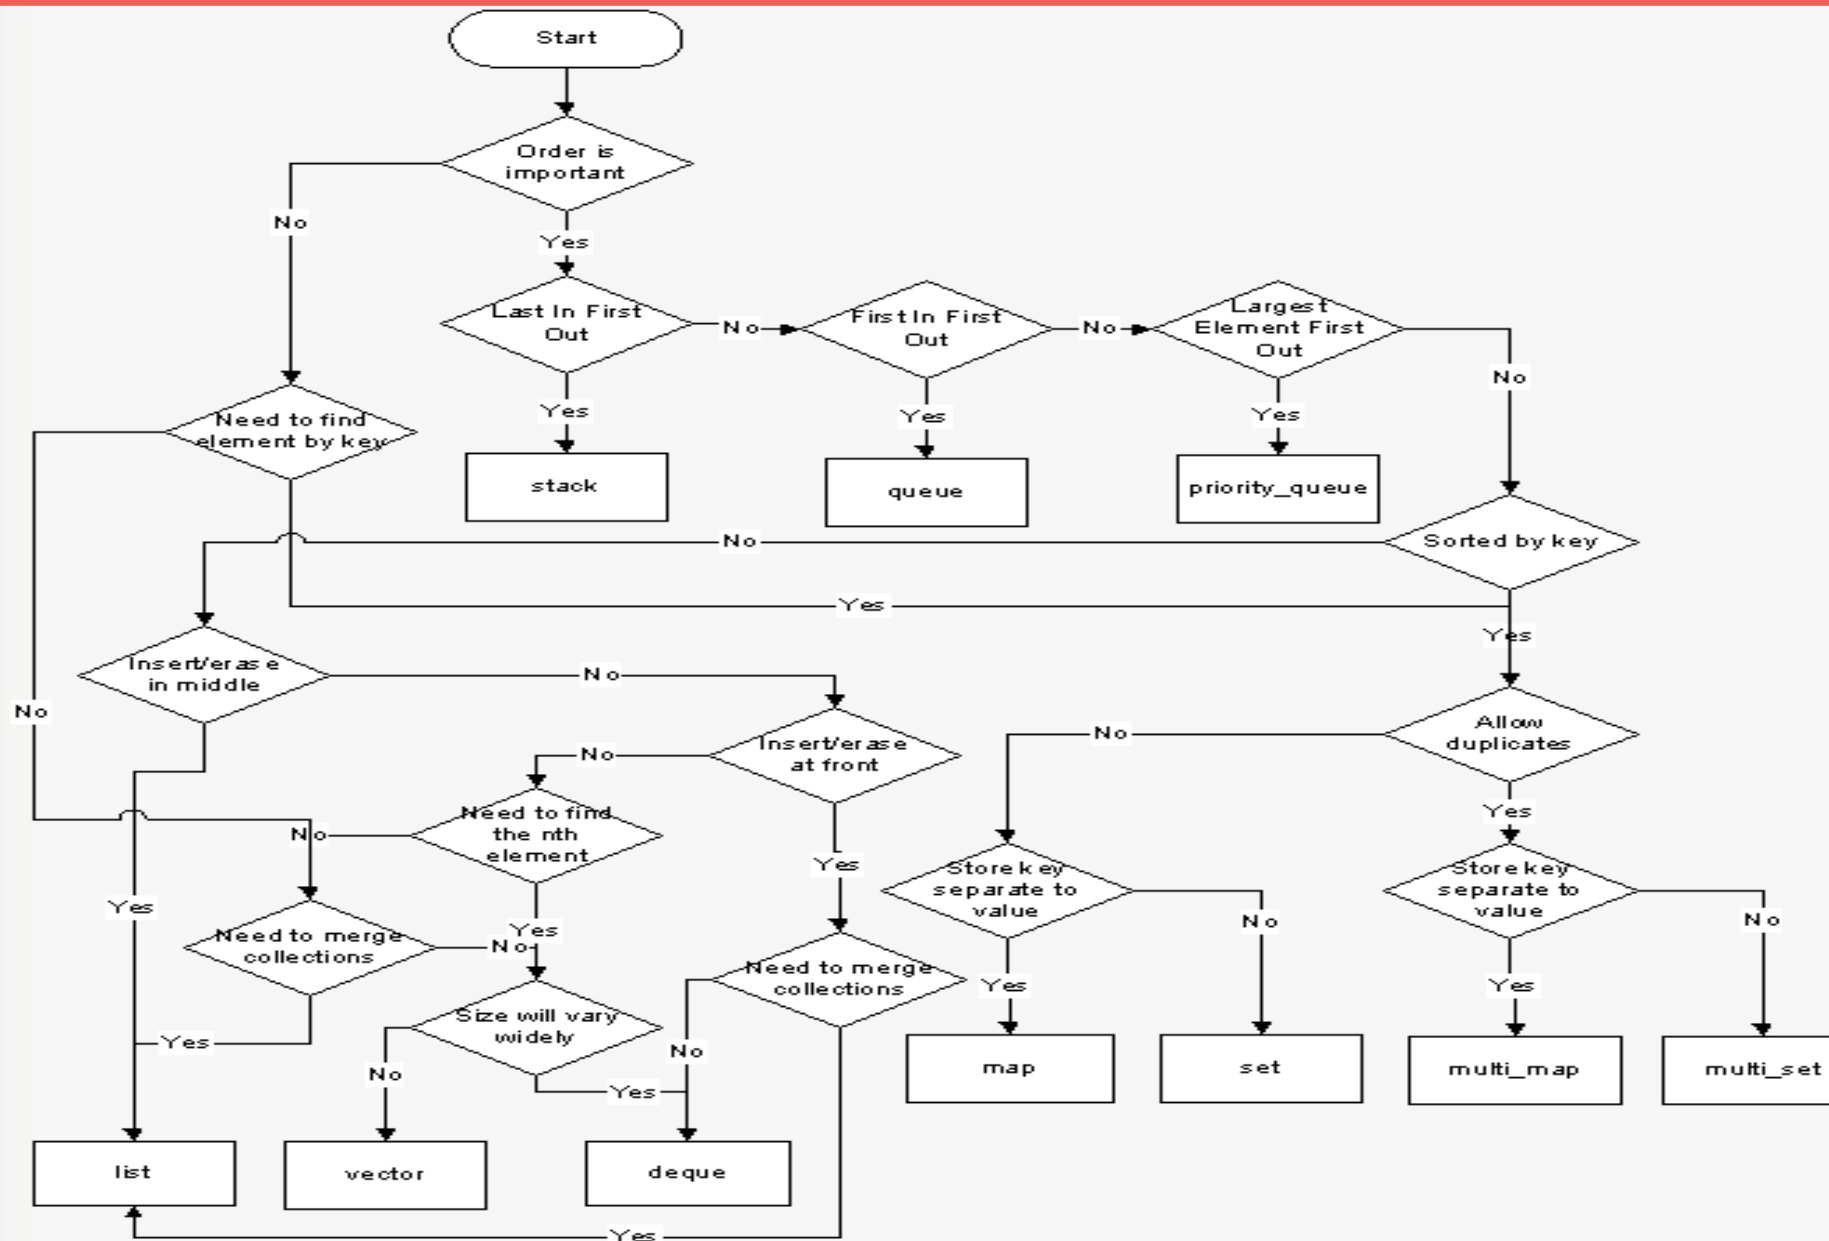 Start
Order is
important
No
Yes
Last In First
Out
No
First In First
Out
No
Largest
Element First
Out
No
Yes
Yes
Yes
Need to find
element by key
stack
queue
priority_queue
No
Sorted by key
Yes
Yes
Insert/erase
in middle
No
No
Insert/erase
at front
No
Allow
duplicates
No
Need to find
the nth
element
No
Yes
Yes
Store key
separate to
value
Store key
separate to
value
Yes
Yes
No
No
Need to merge
collections
No
Need to merge
collections
Yes
Yes
Size will vary
widely
Yes
No
No
Yes
map
set
multi_map
multi_set
list
vector
deque
Yes